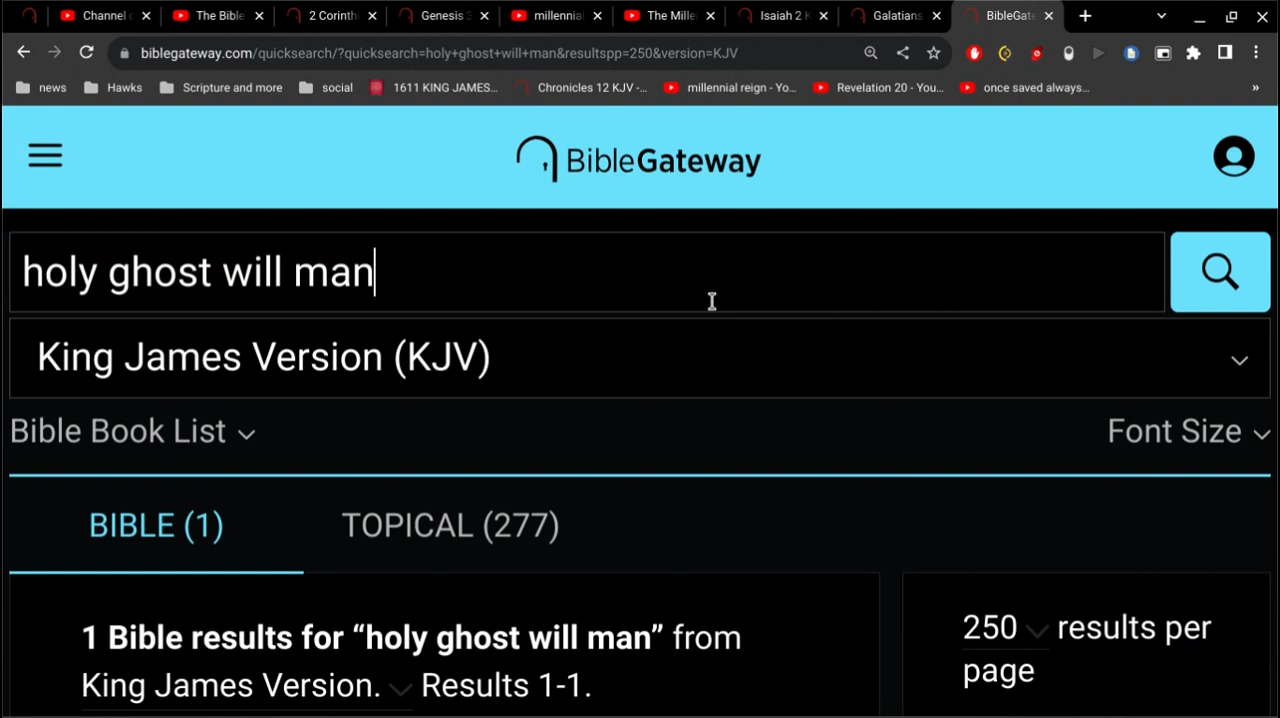 Channel
The Bible
2 Corinthi
Genesis 3
millennial
The Mille
Isaiah 2 K
Galatians
BibleGate
biblegateway.com/quicksearch/?quicksearch=holy+ghost+will+man&resultspp=250&version=KJV
news
Hawks
Scripture and more
social
1611 KING JAMES...
Chronicles 12 KJV -...
millennial reign - Yo...
Revelation 20 - You...
once saved always...
»
BibleGateway
holy ghost will man
King James Version (KJV)
Bible Book List
Font Size
BIBLE (1)
TOPICAL (277)
1 Bible results for “holy ghost will man” from
King James Version. Results 1-1.
250 results per
page